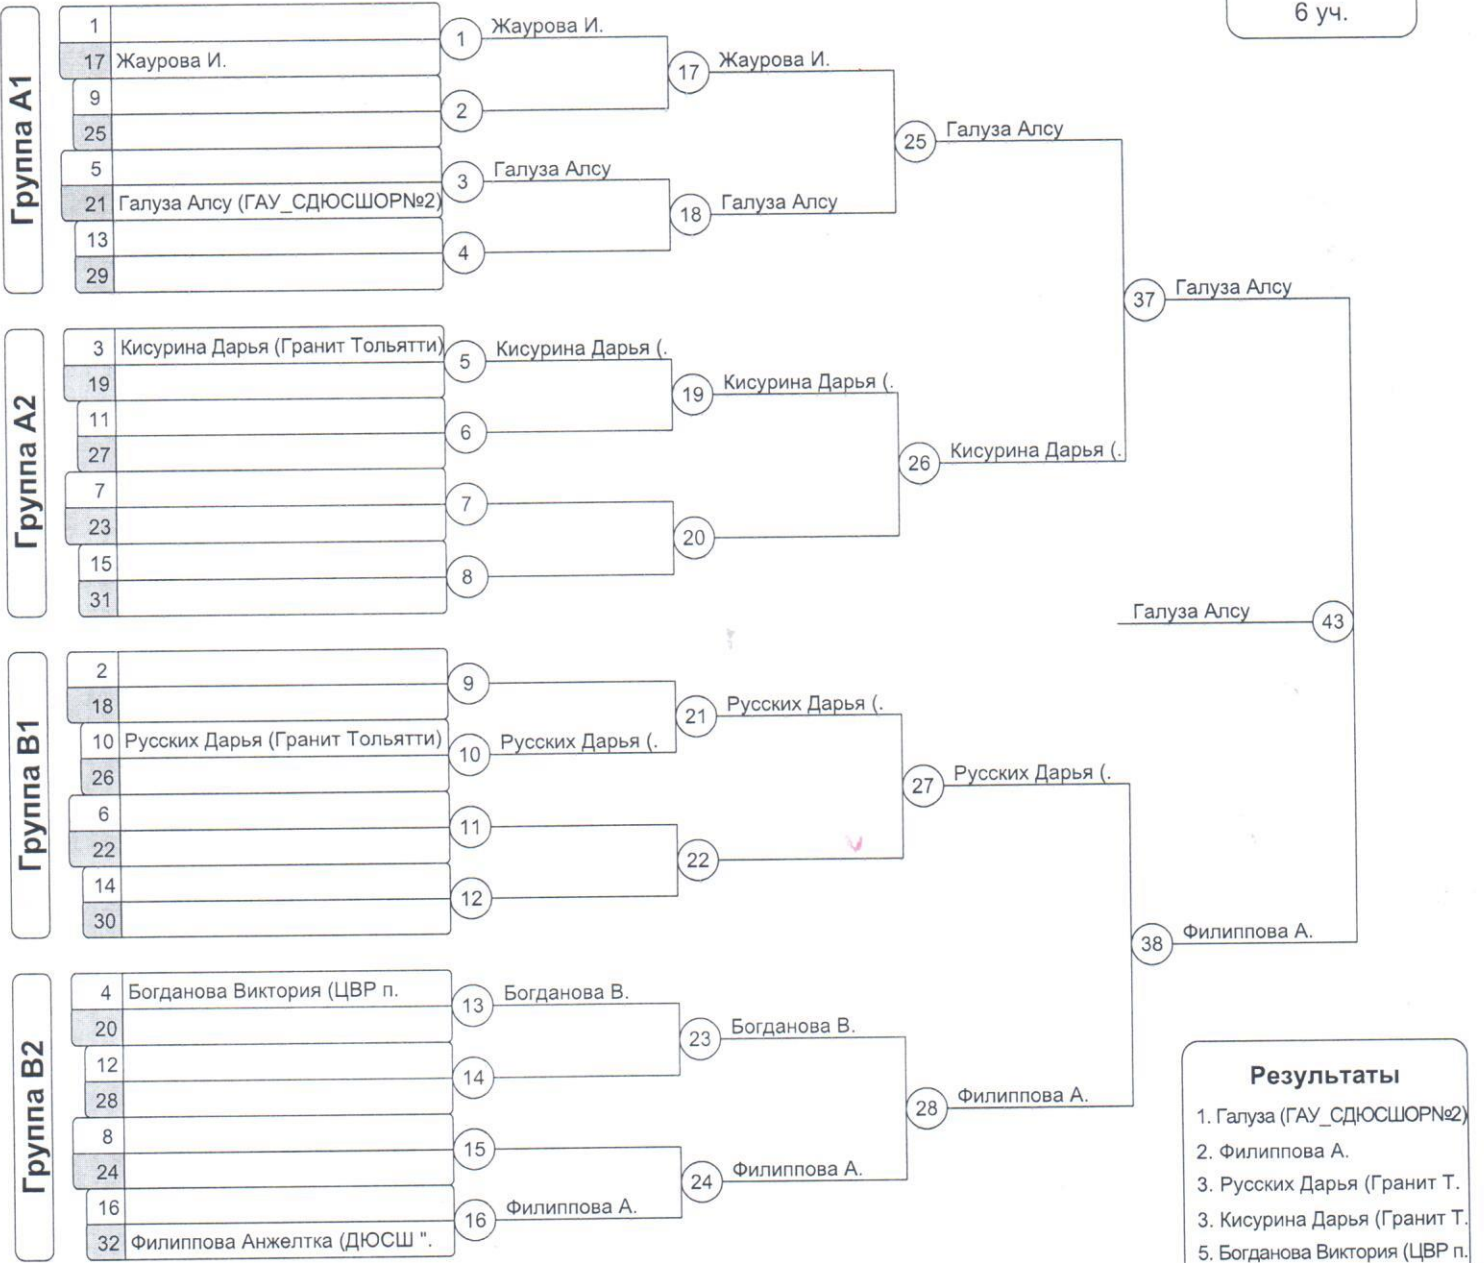 6 уч.
Группа A1
1
17 Жаурова И.
9
25
5
21 Галуза Алсу (ГАУ_СДЮСШОР№2)
13
29
1 Жаурова И.
2
3 Галуза Алсу
4
17 Жаурова И.
18 Галуза Алсу
25 Галуза Алсу
Группа A2
3 Кисурина Дарья (Гранит Тольятти)
19
11
27
7
23
15
31
5 Кисурина Дарья (.
6
7
8
19 Кисурина Дарья (.
20
26 Кисурина Дарья (.
37 Галуза Алсу
Галуза Алсу 43
Группа B1
2
18
10 Русских Дарья (Гранит Тольятти)
26
6
22
14
30
9
10 Русских Дарья (.
11
12
21 Русских Дарья (.
22
27 Русских Дарья (.
38 Филиппова А.
Группа B2
4 Богданова Виктория (ЦВР п.
20
12
28
8
24
16
32 Филиппова Анжелтка (ДЮСШ ".
13 Богданова В.
14
15
16 Филиппова А.
23 Богданова В.
24 Филиппова А.
28 Филиппова А.
Результаты
1. Галуза (ГАУ_СДЮСШОР№2)
2. Филиппова А.
3. Русских Дарья (Гранит Т.
3. Кисурина Дарья (Гранит Т.
5. Богданова Виктория (ЦВР п.